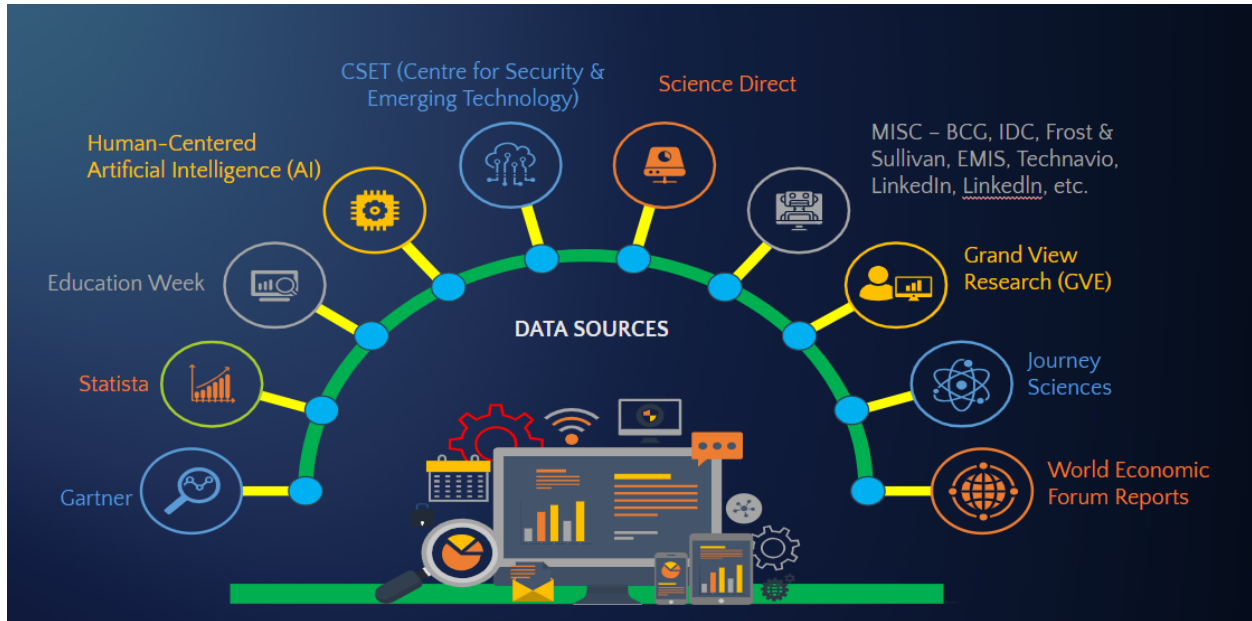 CSET (Centre for Security &
Emerging Technology)
Science Direct
Human-Centered
Artificial Intelligence (AI)
MISC – BCG, IDC, Frost &
Sullivan, EMIS, Technavio,
LinkedIn, LinkedIn, etc.
Education Week
Grand View
Research (GVE)
DATA SOURCES
Statista
Journey
Sciences
Gartner
World Economic
Forum Reports